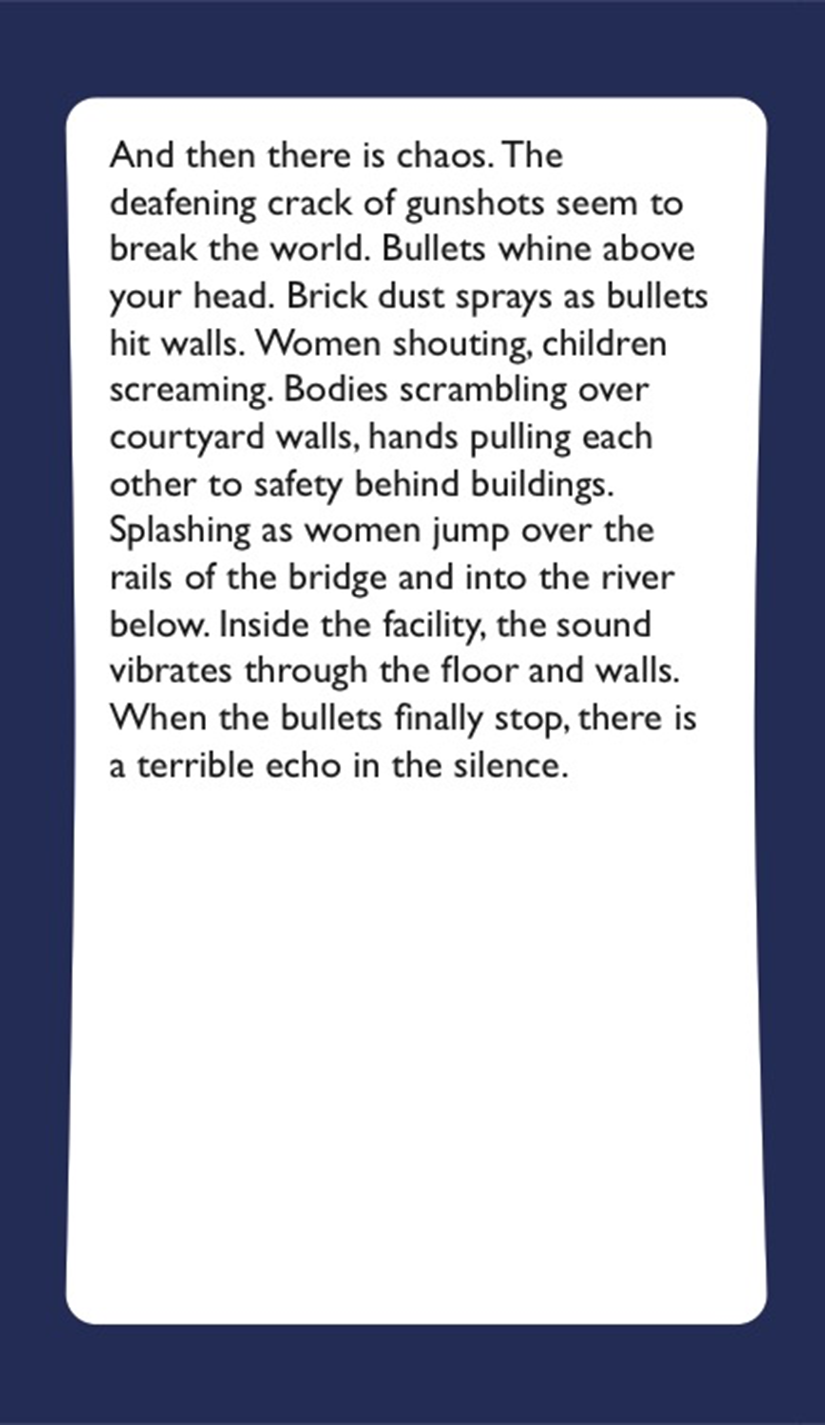 And then there is chaos. The
deafening crack of gunshots seem to
break the world. Bullets whine above
your head. Brick dust sprays as bullets
hit walls. Women shouting, children
screaming. Bodies scrambling over
courtyard walls, hands pulling each
other to safety behind buildings.
Splashing as women jump over the
rails of the bridge and into the river
below. Inside the facility, the sound
vibrates through the floor and walls.
When the bullets finally stop, there is
a terrible echo in the silence.